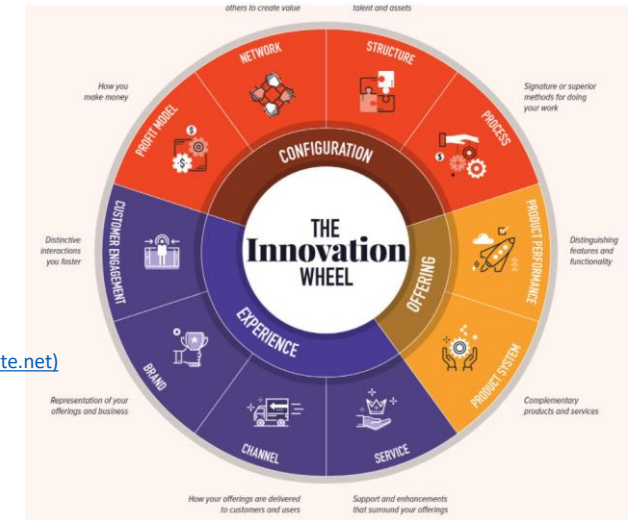 others to create value
talent and assets
NETWORK
STRUCTURE
How you
make money
Signature or superior
methods for doing
your work
PROFIT MODEL
PROCESS
CONFIGURATION
CUSTOMER ENGAGEMENT
THE
Innovation
WHEEL
PRODUCT PERFORMANCE
Distinctive
interactions
you foster
Distinguishing
features and
functionality
OFFERING
EXPERIENCE
te.net)
BRAND
PRODUCT SYSTEM
Representation of your
offerings and business
Complementary
products and services
CHANNEL
SERVICE
How your offerings are delivered
to customers and users
Support and enhancements
that surround your offerings